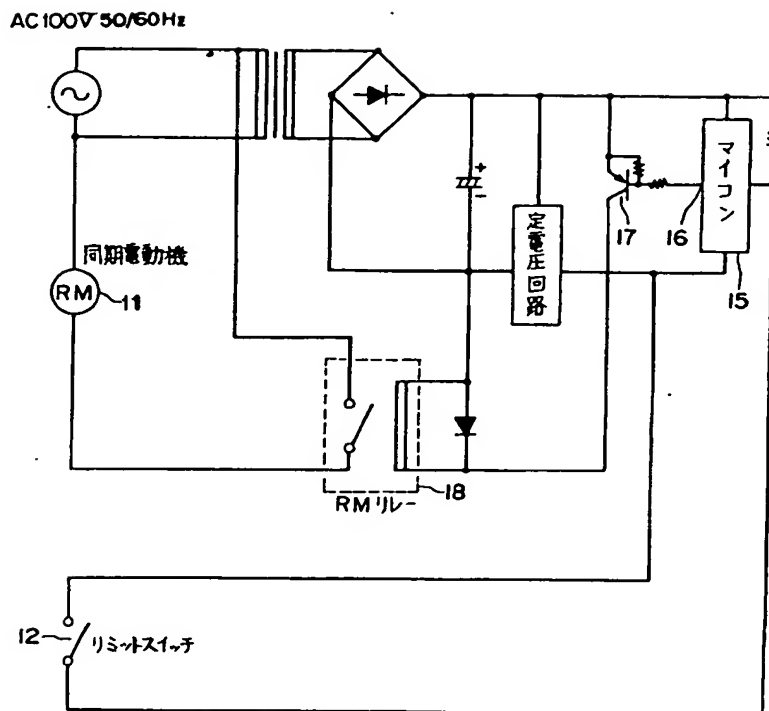 AC100V 50/60Hz
同期電動機
RM
11
定電圧回路
17
16
マイコン
15
18
RMリレー
12
リミットスイッチ